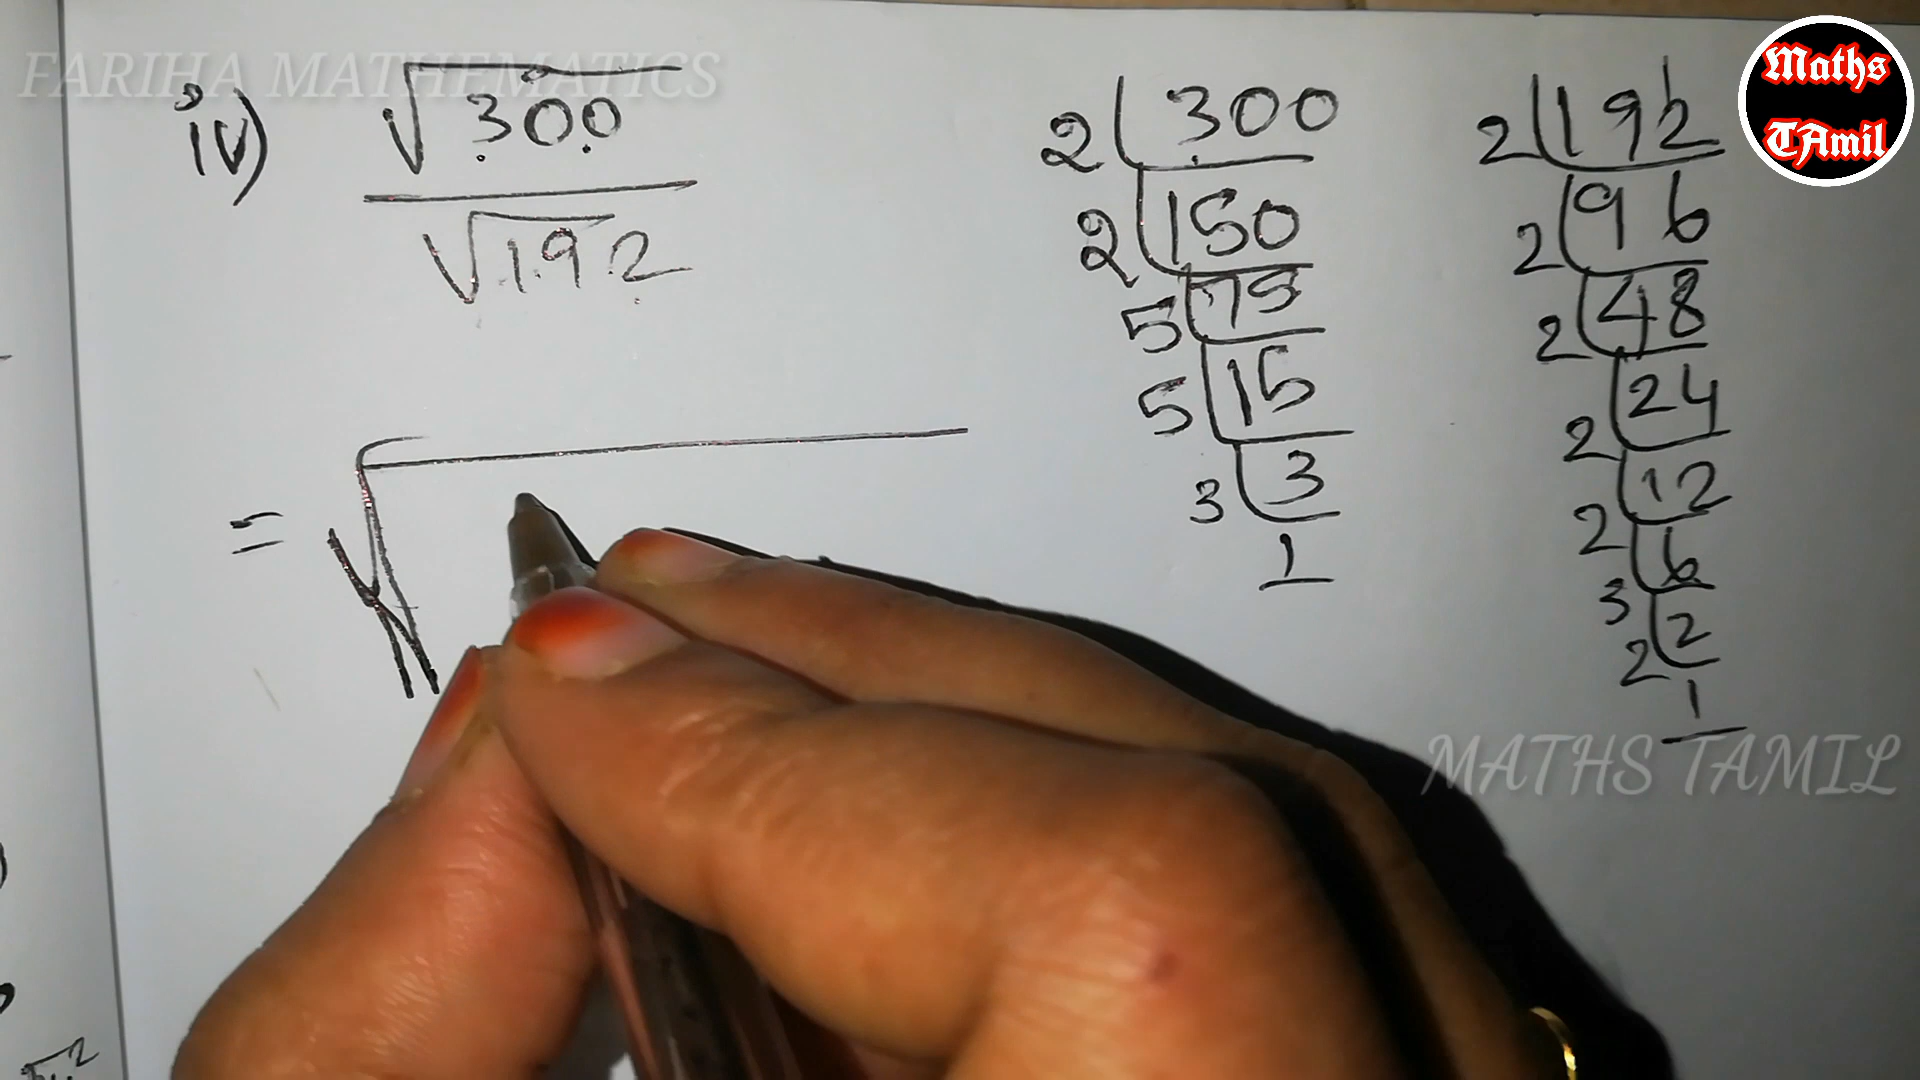 FARIHA MATHEMATICS
iv) √300
√192
= √
2 | 300
2 | 150
5 | 75
5 | 15
3 | 3
1
2 | 192
2 | 96
2 | 48
2 | 24
2 | 12
3 | 6
2 | 2
1
Maths
TAmil
MATHS TAMIL